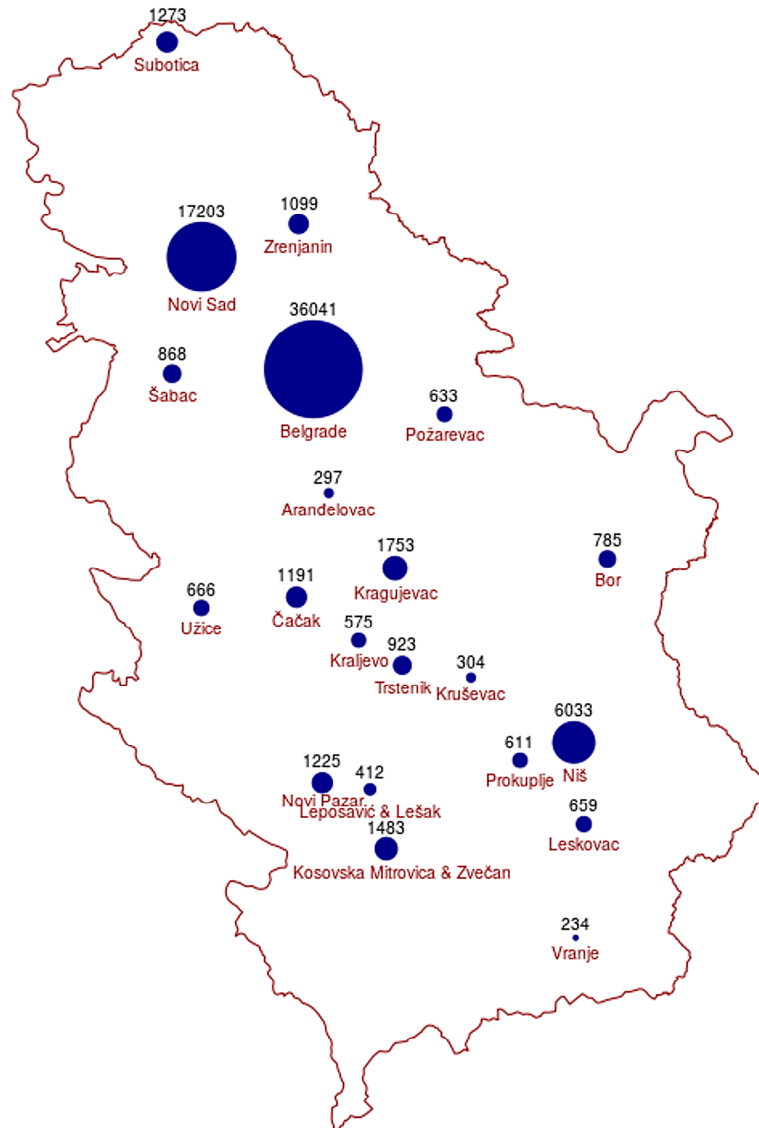 1273
Subotica
17203
Novi Sad
1099
Zrenjanin
36041
Belgrade
868
Šabac
633
Požarevac
297
Aranđelovac
1753
Kragujevac
785
Bor
666
Užice
1191
Čačak
575
Kraljevo
923
Trstenik
304
Kruševac
6033
Niš
611
Prokuplje
1225
Novi Pazar
412
Leposavić & Lešak
659
Leskovac
1483
Kosovska Mitrovica & Zvečan
234
Vranje